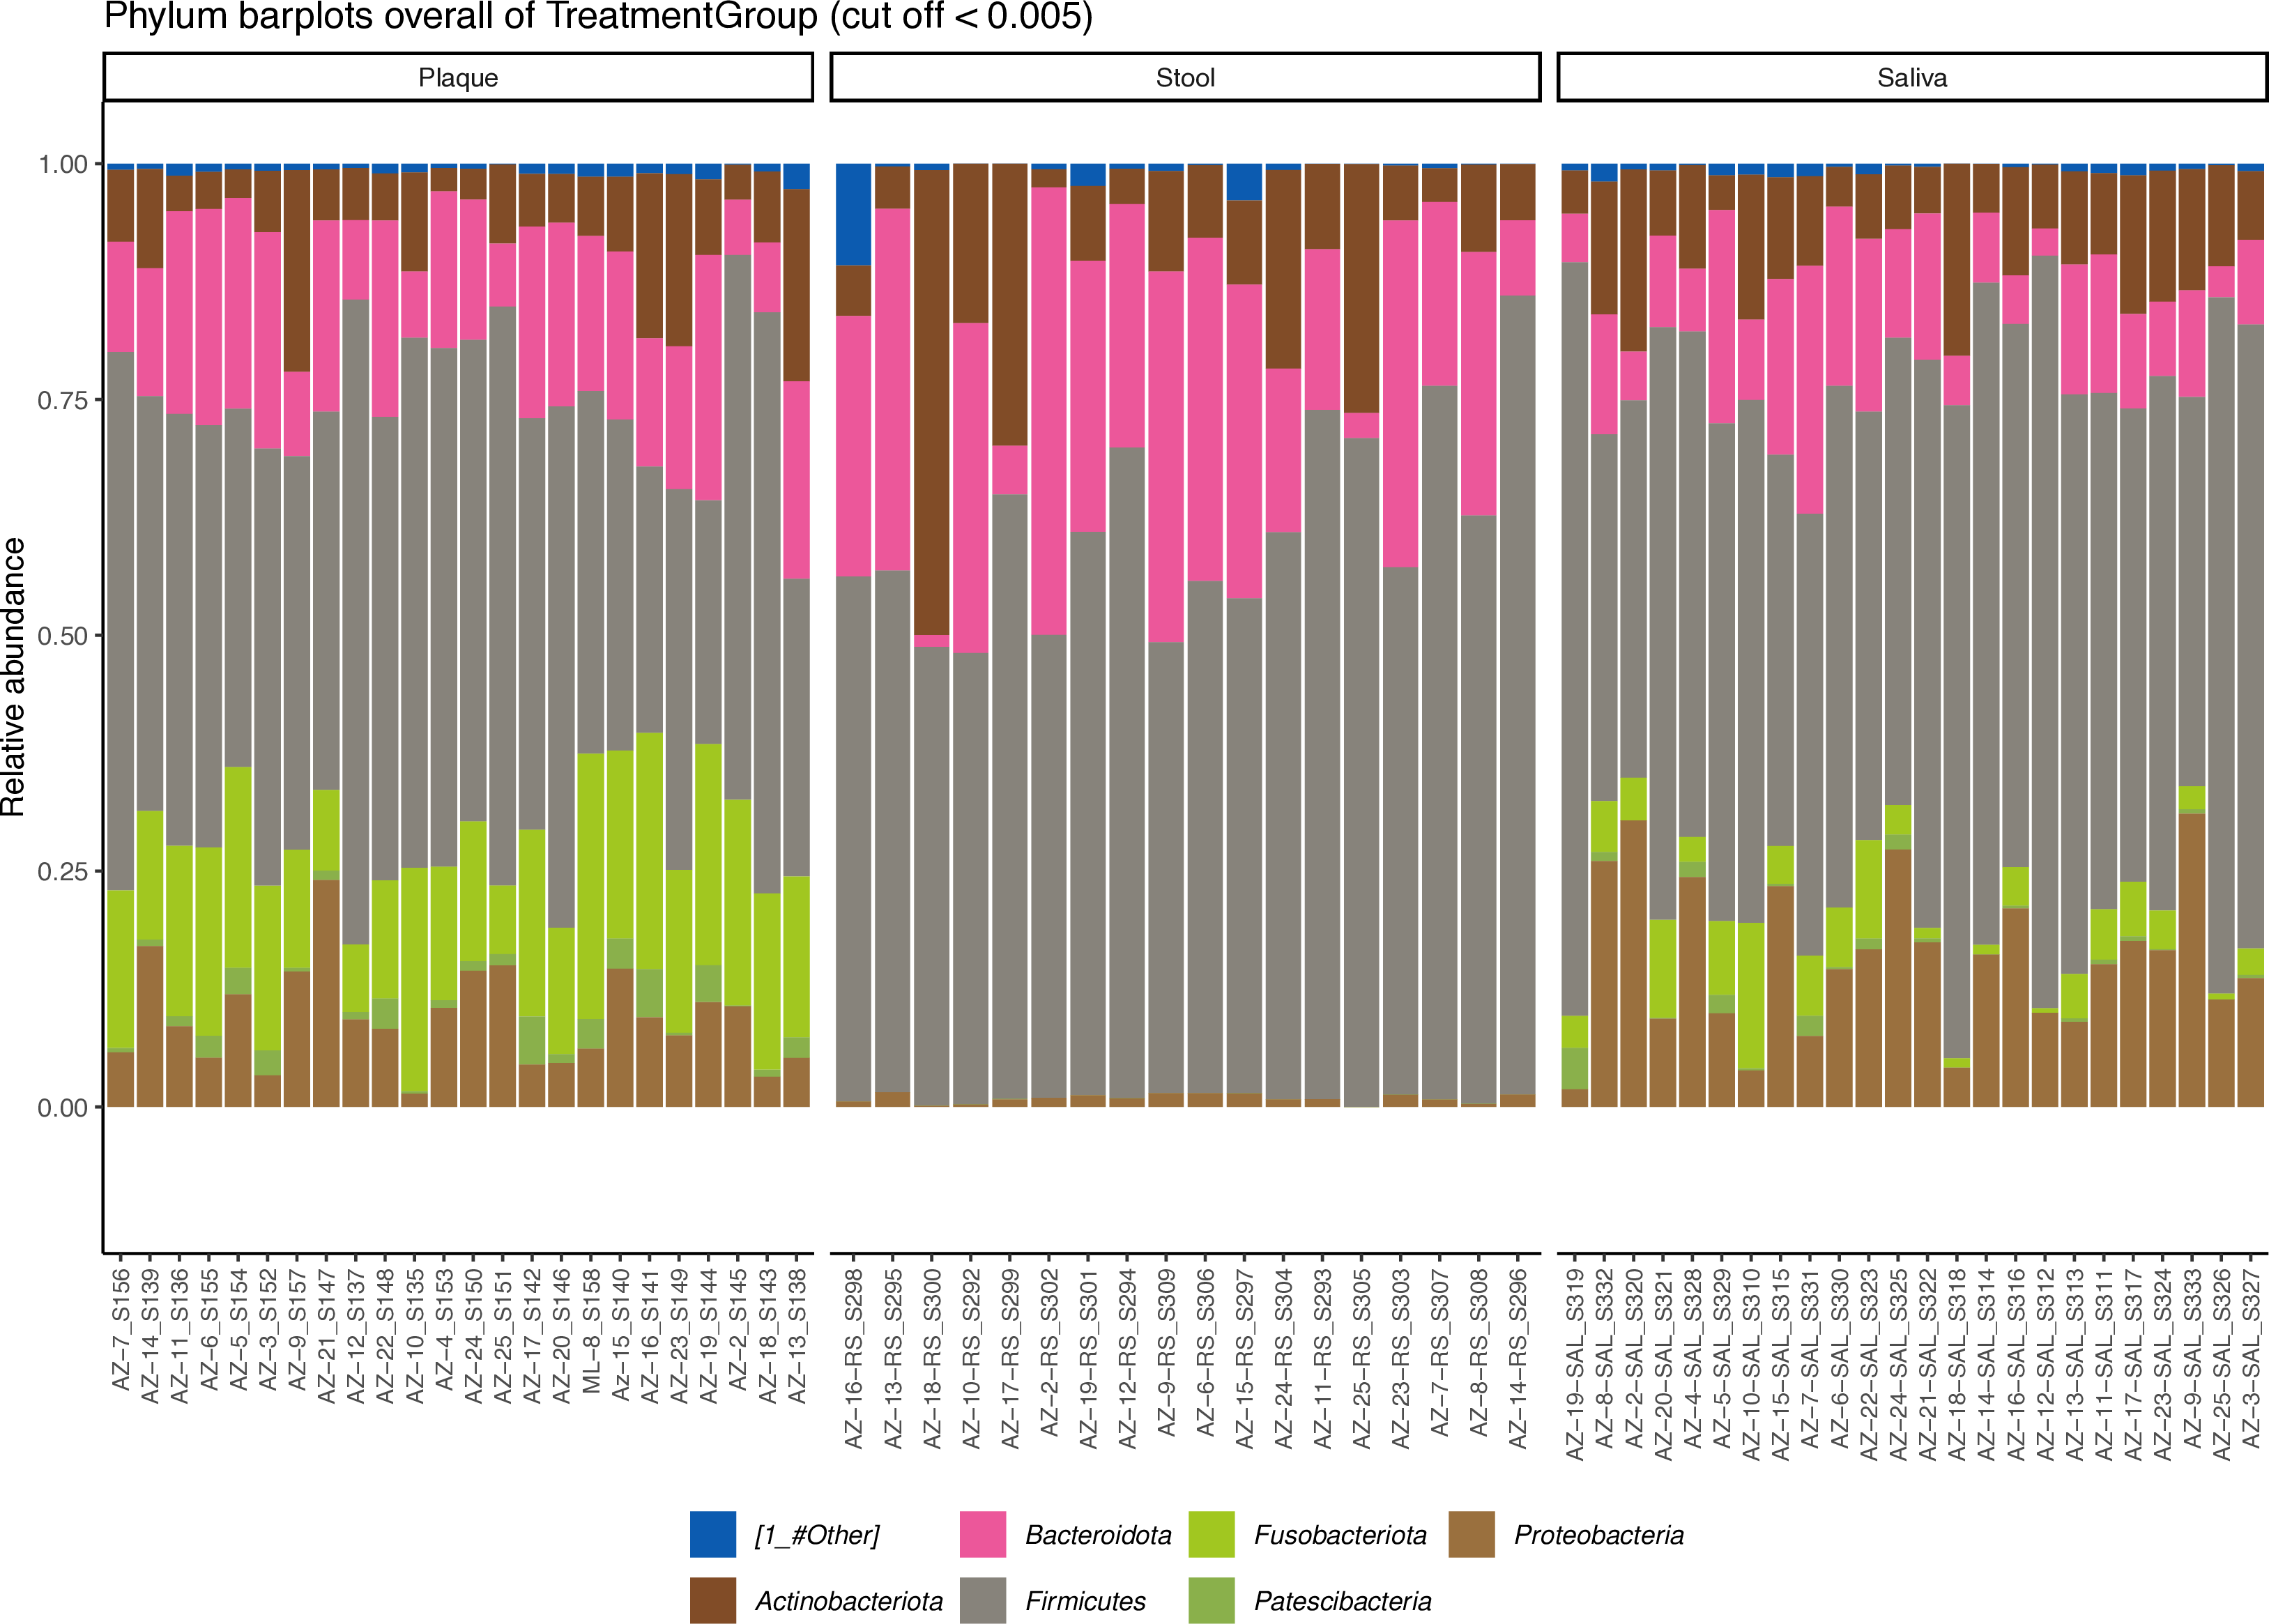 Phylum barplots overall of TreatmentGroup (cut off < 0.005)
Plaque
Stool
Saliva
Relative abundance
1.00
0.75
0.50
0.25
0.00
AZ−7_S156
AZ−14_S139
AZ−11_S136
AZ−6_S155
AZ−5_S154
AZ−3_S152
AZ−9_S157
AZ−21_S147
AZ−12_S137
AZ−22_S148
AZ−10_S135
AZ−4_S153
AZ−24_S150
AZ−25_S151
AZ−17_S142
AZ−20_S146
ML−8_S158
Az−15_S140
AZ−16_S141
AZ−23_S149
AZ−19_S144
AZ−2_S145
AZ−18_S143
AZ−13_S138
AZ−16−RS_S298
AZ−13−RS_S295
AZ−18−RS_S300
AZ−10−RS_S292
AZ−17−RS_S299
AZ−2−RS_S302
AZ−19−RS_S301
AZ−12−RS_S294
AZ−9−RS_S309
AZ−6−RS_S306
AZ−15−RS_S297
AZ−24−RS_S304
AZ−11−RS_S293
AZ−25−RS_S305
AZ−23−RS_S303
AZ−7−RS_S307
AZ−8−RS_S308
AZ−14−RS_S296
AZ−19−SAL_S319
AZ−8−SAL_S332
AZ−2−SAL_S320
AZ−20−SAL_S321
AZ−4−SAL_S328
AZ−5−SAL_S329
AZ−10−SAL_S310
AZ−15−SAL_S315
AZ−7−SAL_S331
AZ−6−SAL_S330
AZ−22−SAL_S323
AZ−24−SAL_S325
AZ−21−SAL_S322
AZ−18−SAL_S318
AZ−14−SAL_S314
AZ−16−SAL_S316
AZ−12−SAL_S312
AZ−13−SAL_S313
AZ−11−SAL_S311
AZ−17−SAL_S317
AZ−23−SAL_S324
AZ−9−SAL_S333
AZ−25−SAL_S326
AZ−3−SAL_S327
[1_#Other]
Bacteroidota
Fusobacteriota
Proteobacteria
Actinobacteriota
Firmicutes
Patescibacteria